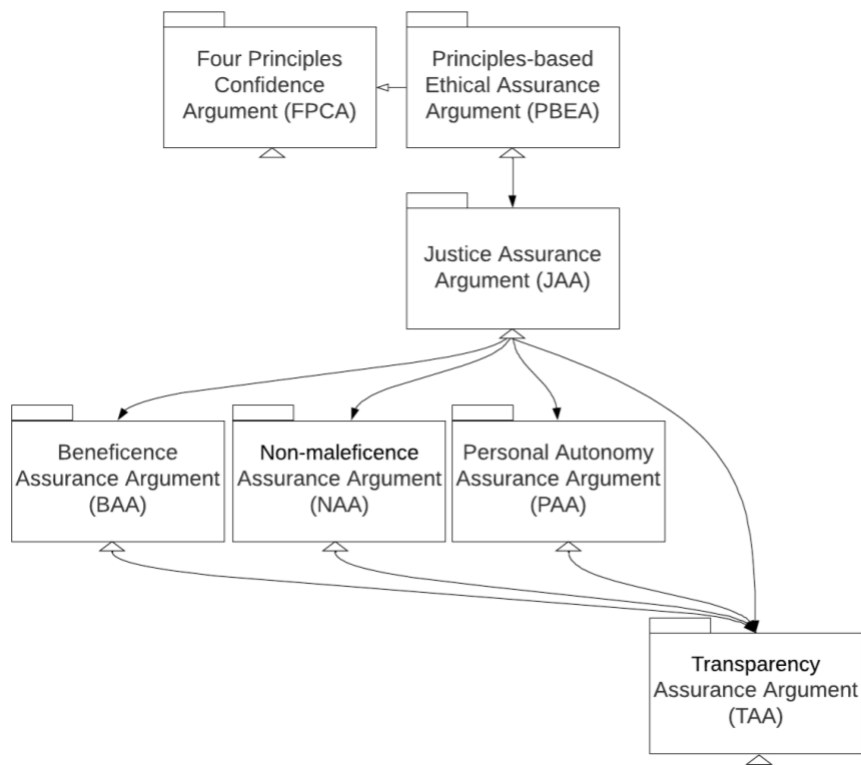 Four Principles
Confidence
Argument (FPCA)
Principles-based
Ethical Assurance
Argument (PBEA)
Justice Assurance
Argument (JAA)
Beneficence
Assurance Argument
(BAA)
Non-maleficence
Assurance Argument
(NAA)
Personal Autonomy
Assurance Argument
(PAA)
Transparency
Assurance Argument
(TAA)